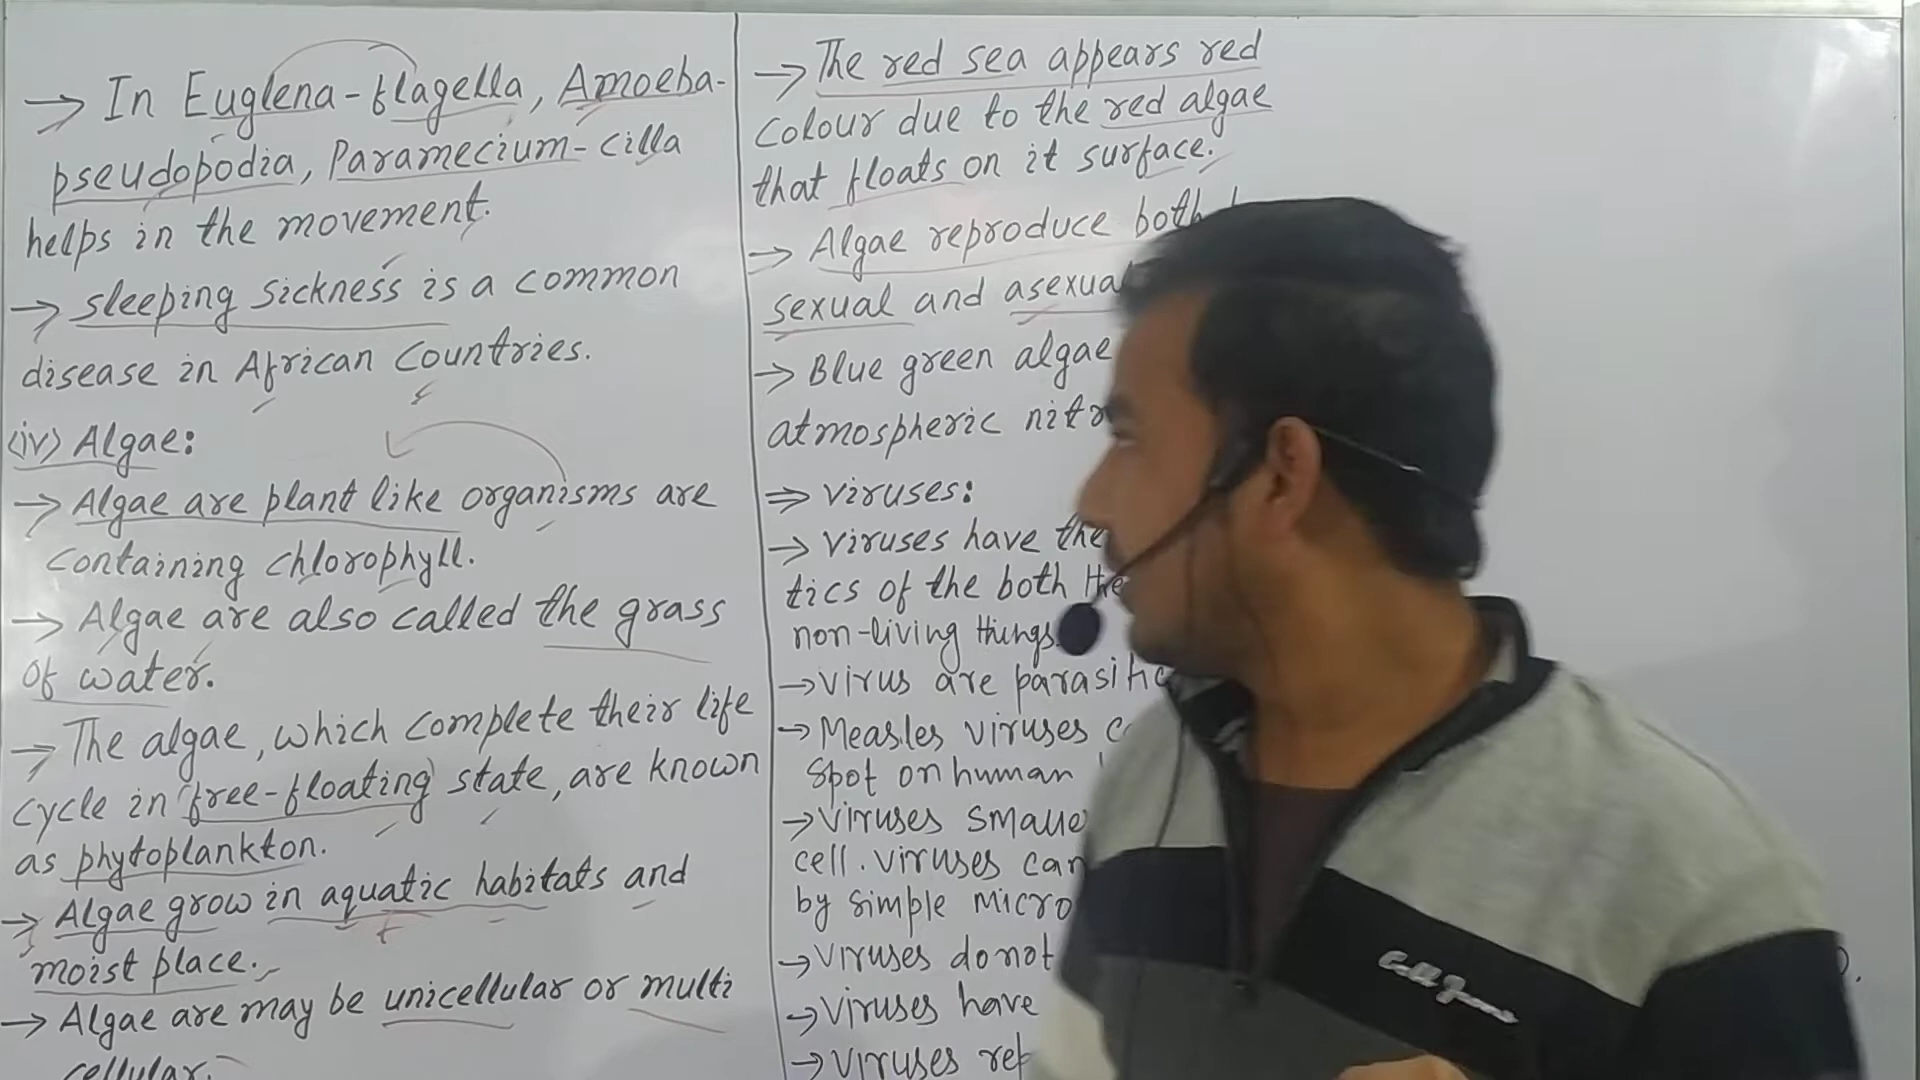 → In Euglena-flagella, Amoeba-
pseudopodia, Paramecium-cilla
helps in the movement.
→ sleeping sickness is a common
disease in African countries.
(iv) Algae:
→ Algae are plant like organisms are
containing chlorophyll.
→ Algae are also called the grass
of water.
→ The algae, which complete their life
cycle in free-floating state, are known
as phytoplankton.
→ Algae grow in aquatic habitats and
moist place.
→ Algae are may be unicellular or multi
cellular.
→ The red sea appears red
colour due to the red algae
that floats on it surface.
→ Algae reproduce both
sexual and asexua
→ Blue green algae
atmospheric nitr
⇒ viruses:
→ viruses have the
tics of the both the
non-living things
→ virus are parasitic
→ Measles viruses c
spot on human
→ viruses smalle
cell. viruses can
by simple micro
→ viruses donot
→ viruses have
→ viruses rep